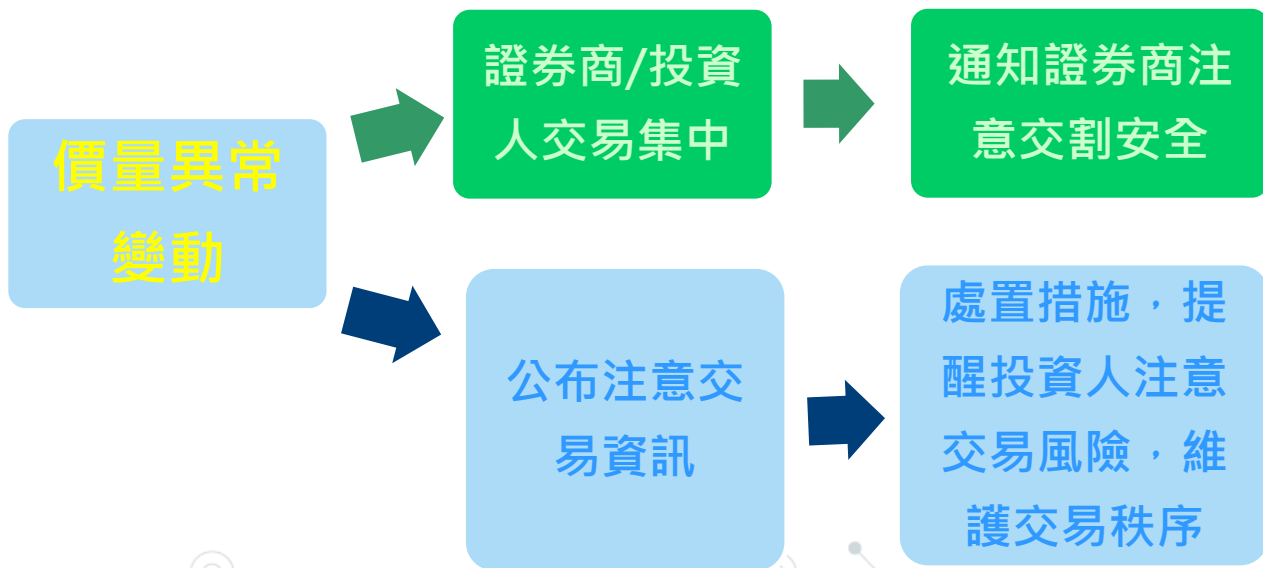 價量異常
變動
證券商/投資
人交易集中
通知證券商注
意交割安全
公布注意交
易資訊
處置措施，提
醒投資人注意
交易風險，維
護交易秩序